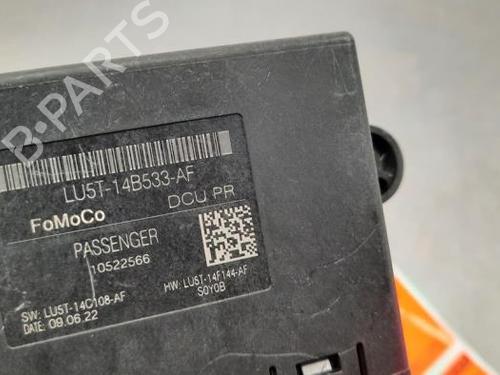 B-PARTS
LU5T-14B533-AF
FoMoCo DCU PR
PASSENGER
10522566
HW: LU5T-14F144-AF
S0Y0B
SW: LU5T-14C108-AF
DATE: 09.06.22